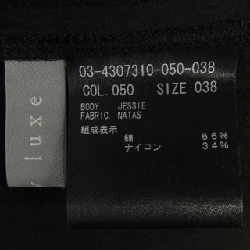 03-4307310-050-038
COL. 050 SIZE 038
BODY. JESSIE
FABRIC. NATAS
組成表示
綿 66%
ナイロン 34%
y luxe